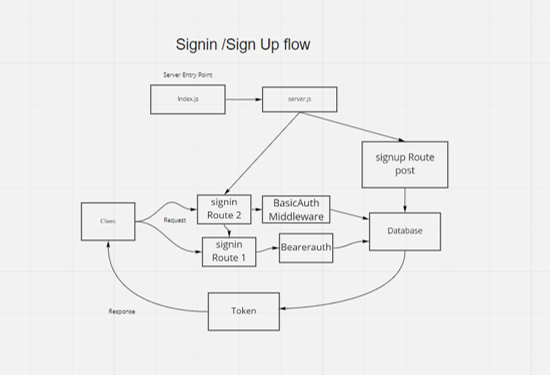 Signin /Sign Up flow
Server Entry Point
Index.js
server.js
signup Route
post
signin
Route 2
BasicAuth
Middleware
Client
Request
Database
signin
Route 1
Bearerauth
Token
Response